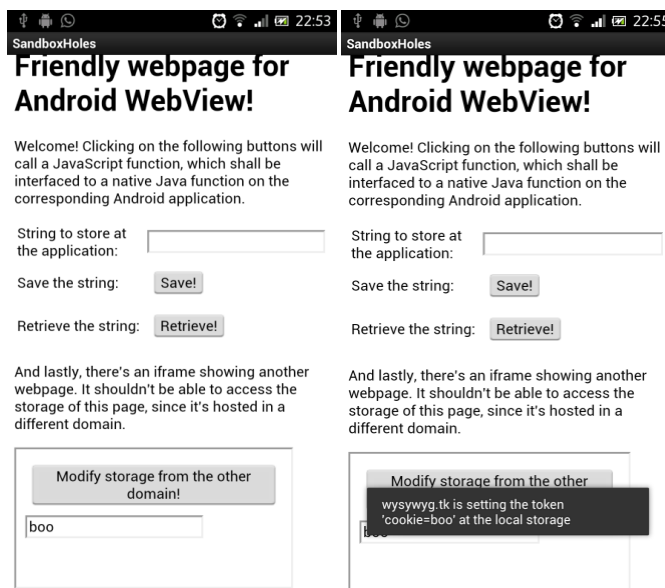 22:53
SandboxHoles
Friendly webpage for
Android WebView!
Welcome! Clicking on the following buttons will
call a JavaScript function, which shall be
interfaced to a native Java function on the
corresponding Android application.
String to store at
the application:
Save the string:
Save!
Retrieve the string:
Retrieve!
And lastly, there's an iframe showing another
webpage. It shouldn't be able to access the
storage of this page, since it's hosted in a
different domain.
Modify storage from the other
domain!
boo
22:55
SandboxHoles
Friendly webpage for
Android WebView!
Welcome! Clicking on the following buttons will
call a JavaScript function, which shall be
interfaced to a native Java function on the
corresponding Android application.
String to store at
the application:
Save the string:
Save!
Retrieve the string:
Retrieve!
And lastly, there's an iframe showing another
webpage. It shouldn't be able to access the
storage of this page, since it's hosted in a
different domain.
Modify storage from the other
wysywyg.tk is setting the token
'cookie=boo' at the local storage